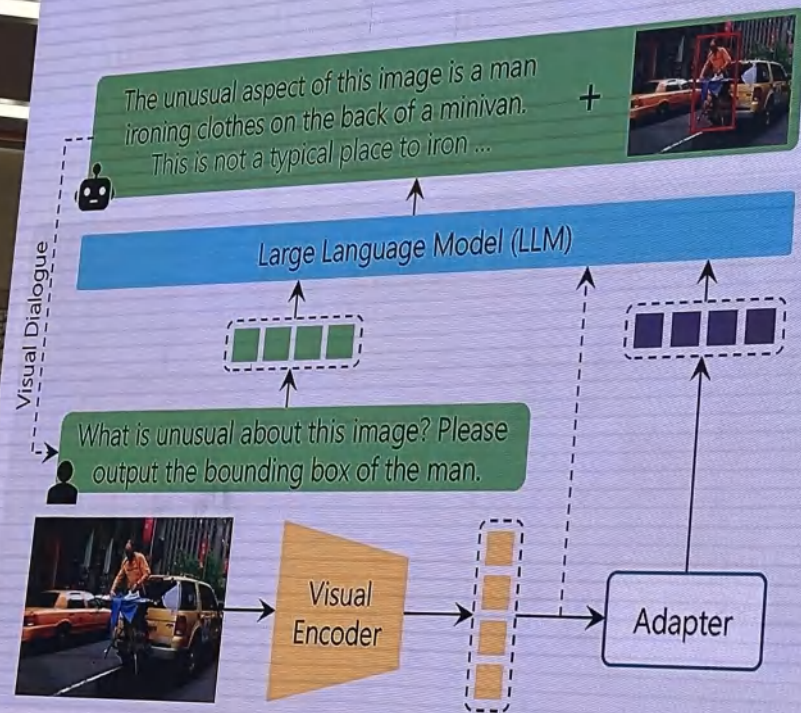 The unusual aspect of this image is a man
ironing clothes on the back of a minivan.
This is not a typical place to iron ...
+
Large Language Model (LLM)
Visual Dialogue
What is unusual about this image? Please
output the bounding box of the man.
Visual
Encoder
Adapter